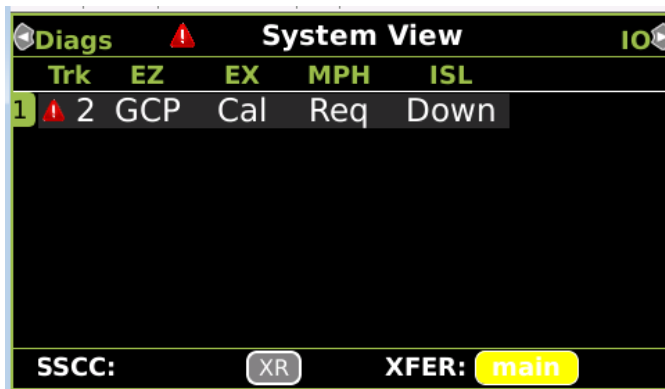 Diags System View IO
Trk EZ EX MPH ISL
1 2 GCP Cal Req Down
SSCC: XR XFER: main